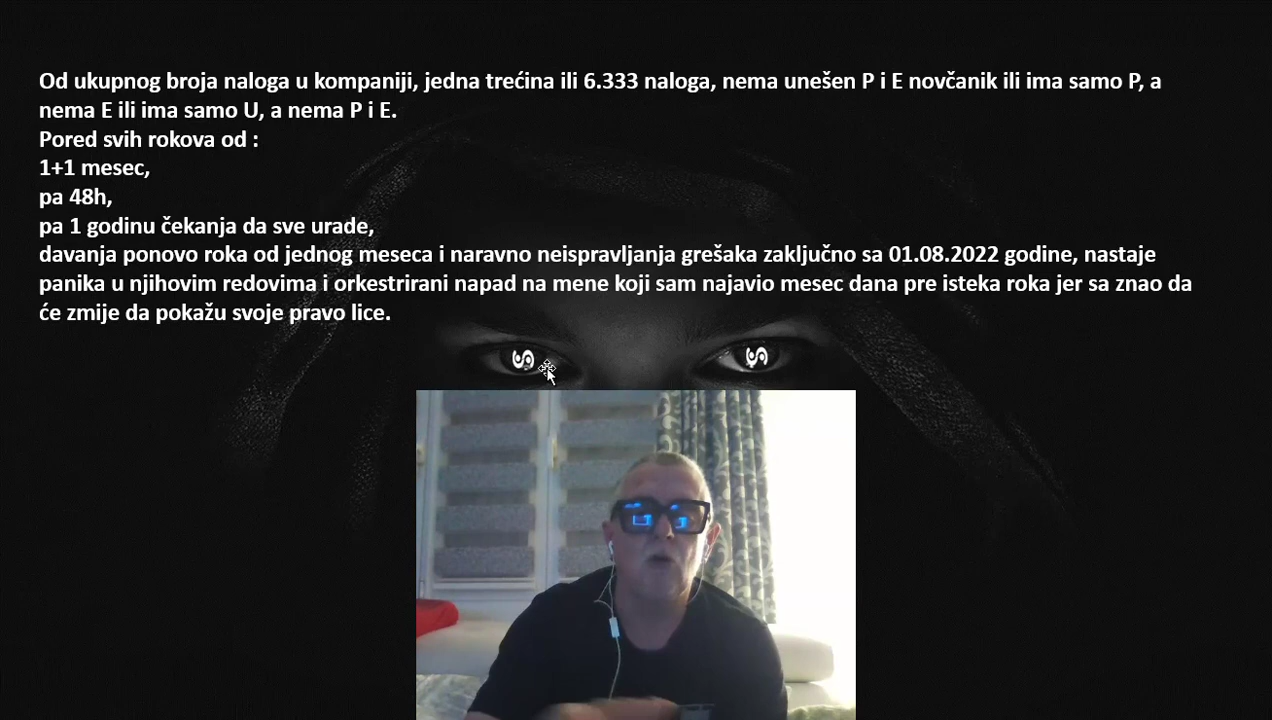 Od ukupnog broja naloga u kompaniji, jedna trećina ili 6.333 naloga, nema unešen P i E novčanik ili ima samo P, a
nema E ili ima samo U, a nema P i E.
Pored svih rokova od :
1+1 mesec,
pa 48h,
pa 1 godinu čekanja da sve urade,
davanja ponovo roka od jednog meseca i naravno neispravljanja grešaka zaključno sa 01.08.2022 godine, nastaje
panika u njihovim redovima i orkestrirani napad na mene koji sam najavio mesec dana pre isteka roka jer sa znao da
će zmije da pokažu svoje pravo lice.